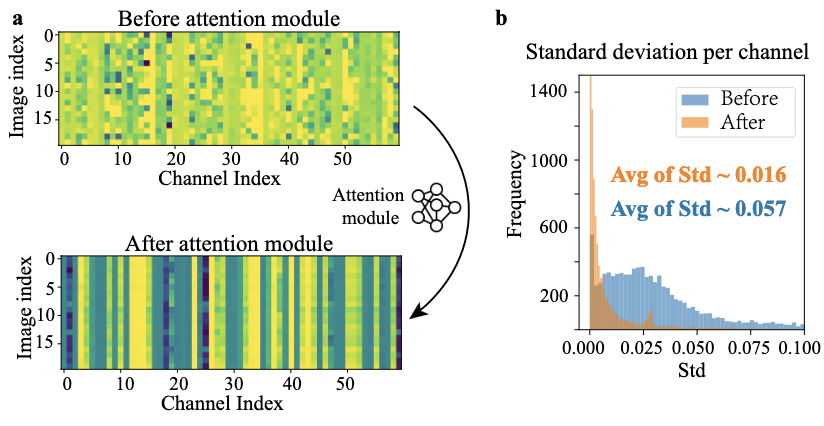 a
Before attention module
Image index
0
5
10
15
0 10 20 30 40 50
Channel Index
Attention
module
After attention module
Image index
0
5
10
15
0 10 20 30 40 50
Channel Index
b
Standard deviation per channel
Frequency
1400
1000
600
200
Before
After
Avg of Std ~ 0.016
Avg of Std ~ 0.057
0.000 0.025 0.050 0.075 0.100
Std